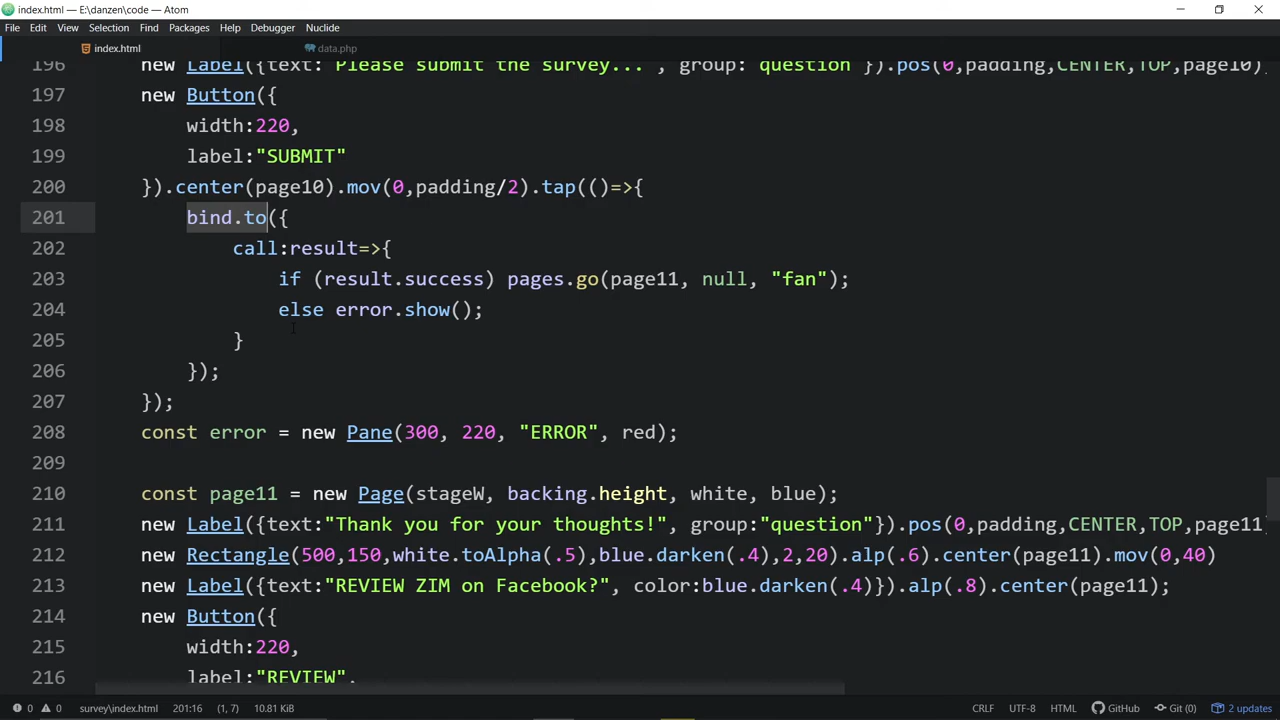 index.html — E:\danzen\code — Atom
File Edit View Selection Find Packages Help Debugger Nuclide
index.html data.php
196 new Label({text:"Please submit the survey...", group:"question"}).pos(0,padding,CENTER,TOP,page10)
197 new Button({
198 width:220,
199 label:"SUBMIT"
200 }).center(page10).mov(0,padding/2).tap(()=>{
201 bind.to({
202 call:result=>{
203 if (result.success) pages.go(page11, null, "fan");
204 else error.show();
205 }
206 });
207 });
208 const error = new Pane(300, 220, "ERROR", red);
209
210 const page11 = new Page(stageW, backing.height, white, blue);
211 new Label({text:"Thank you for your thoughts!", group:"question"}).pos(0,padding,CENTER,TOP,page11
212 new Rectangle(500,150,white.toAlpha(.5),blue.darken(.4),2,20).alp(.6).center(page11).mov(0,40)
213 new Label({text:"REVIEW ZIM on Facebook?", color:blue.darken(.4)}).alp(.8).center(page11);
214 new Button({
215 width:220,
216 label:"REVIEW",
0 0 survey\index.html 201:16 (1, 7) 10.81 KiB CRLF UTF-8 HTML GitHub Git (0) 2 updates